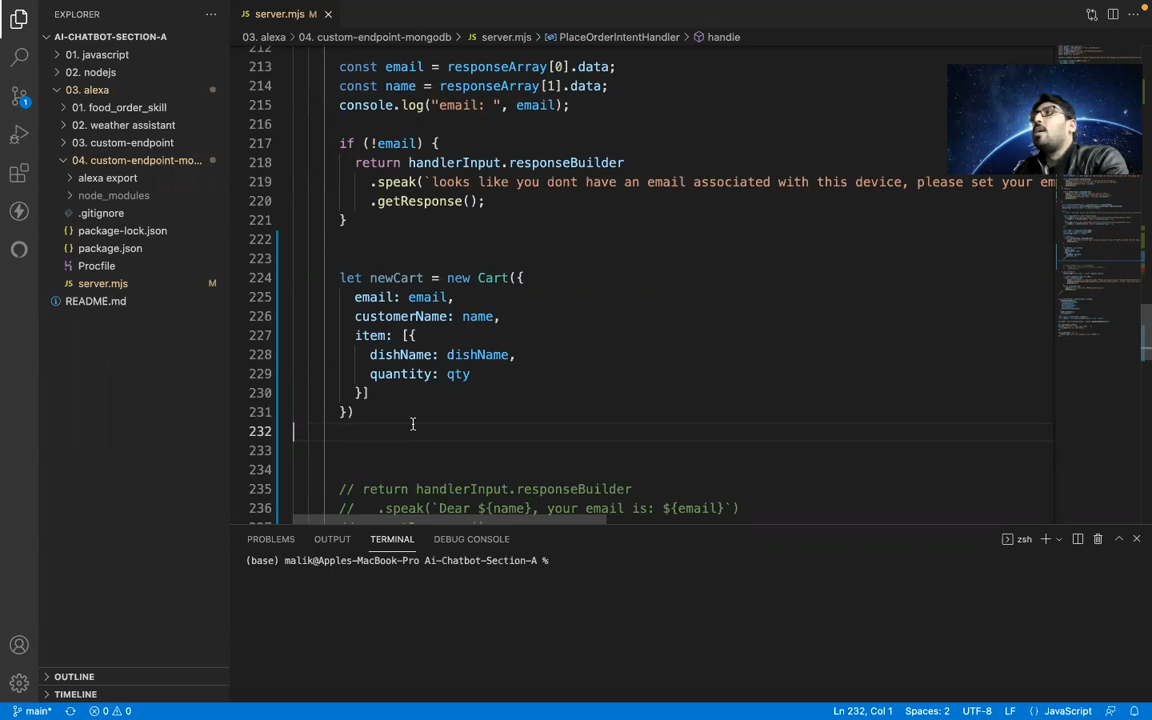 EXPLORER
AI-CHATBOT-SECTION-A
01. javascript
02. nodejs
03. alexa
01. food_order_skill
02. weather assistant
03. custom-endpoint
04. custom-endpoint-mo...
alexa export
node_modules
.gitignore
package-lock.json
package.json
Procfile
server.mjs M
README.md
OUTLINE
TIMELINE
1
server.mjs M
03. alexa > 04. custom-endpoint-mongodb > server.mjs > PlaceOrderIntentHandler > handle
212
213 const email = responseArray[0].data;
214 const name = responseArray[1].data;
215 console.log("email: ", email);
216
217 if (!email) {
218 return handlerInput.responseBuilder
219 .speak(`looks like you dont have an email associated with this device, please set your em
220 .getResponse();
221 }
222
223
224 let newCart = new Cart({
225 email: email,
226 customerName: name,
227 item: [{
228 dishName: dishName,
229 quantity: qty
230 }]
231 })
232
233
234
235 // return handlerInput.responseBuilder
236 // .speak(`Dear ${name}, your email is: ${email}`)
PROBLEMS OUTPUT TERMINAL DEBUG CONSOLE
zsh
(base) malik@Apples-MacBook-Pro Ai-Chatbot-Section-A %
main* 0 0 Ln 232, Col 1 Spaces: 2 UTF-8 LF { } JavaScript